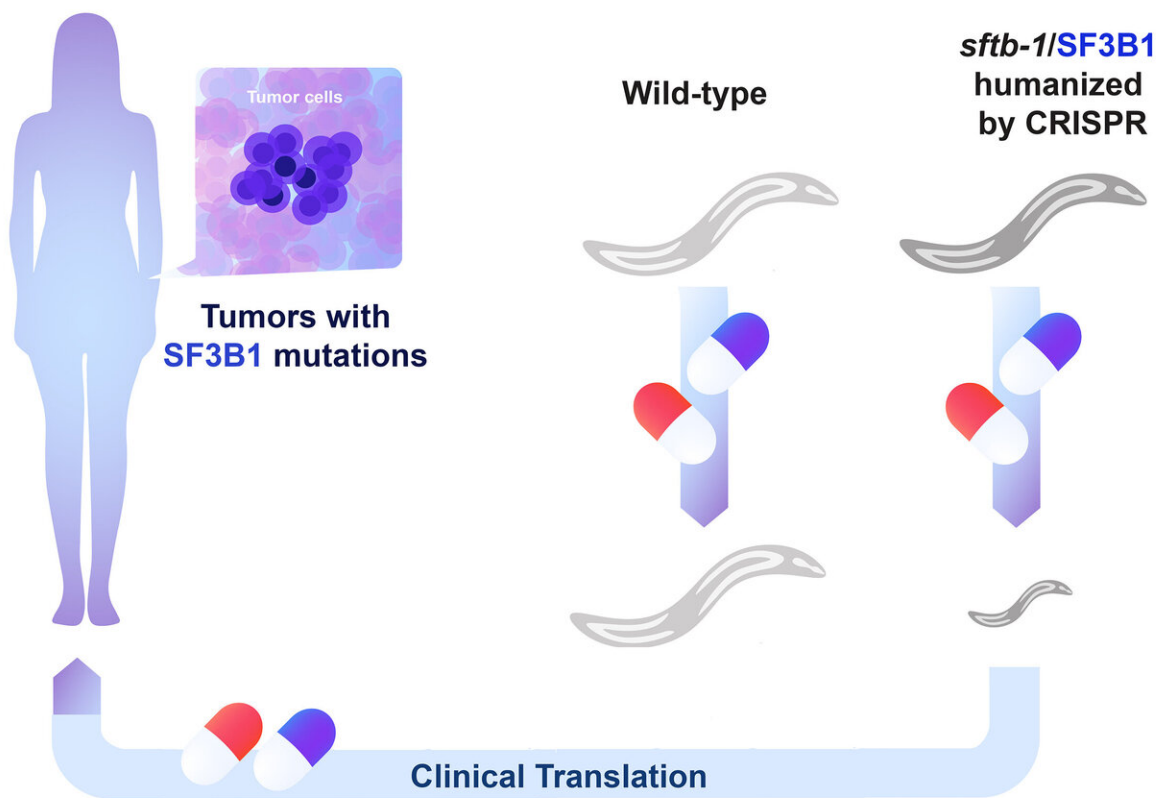 Tumor cells
Tumors with
SF3B1 mutations
Wild-type
sftb-1/SF3B1
humanized
by CRISPR
Clinical Translation